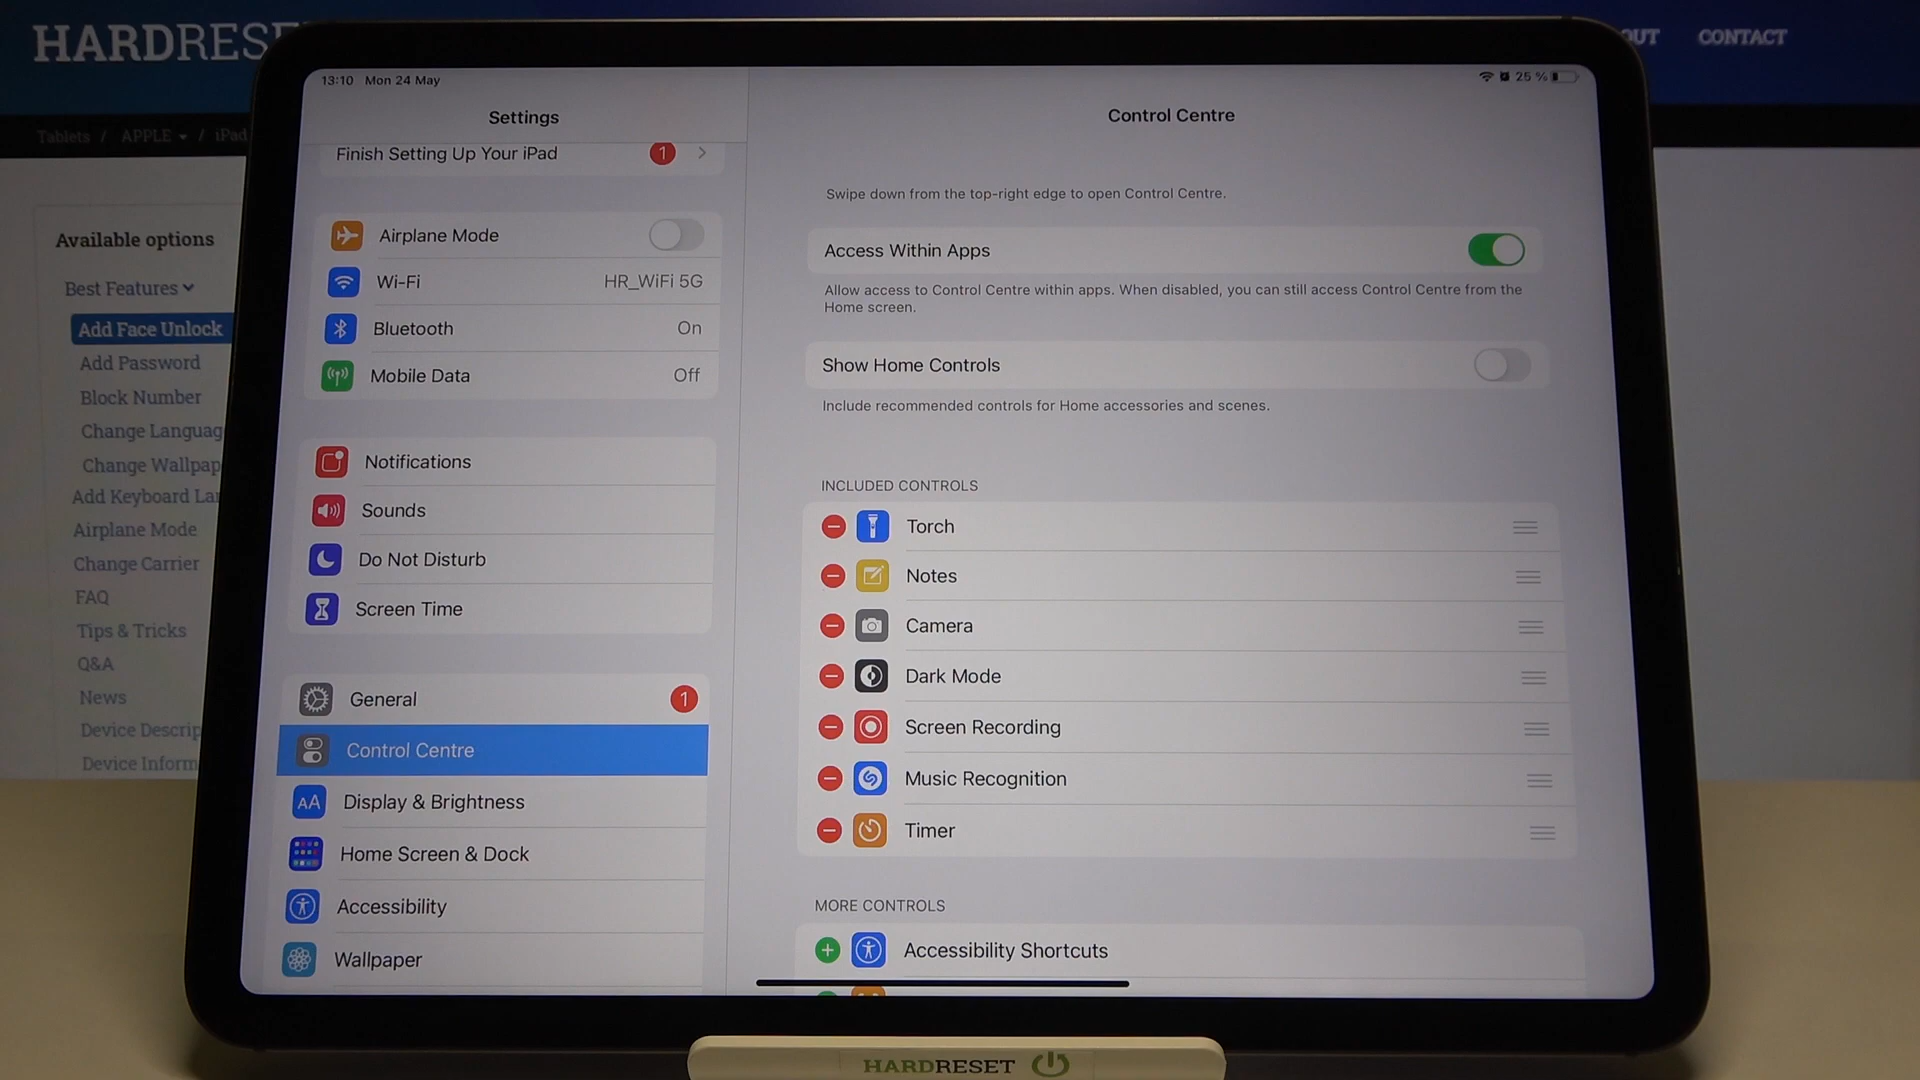 HARDRESE
OUT
CONTACT
Tablets / APPLE / iPad
Available options
Best Features
Add Face Unlock
Add Password
Block Number
Change Languag
Change Wallpap
Add Keyboard Lan
Airplane Mode
Change Carrier
FAQ
Tips & Tricks
Q&A
News
Device Descrip
Device Inform
13:10 Mon 24 May
25 %
Settings
Finish Setting Up Your iPad 1
Airplane Mode
Wi-Fi HR_WiFi 5G
Bluetooth On
Mobile Data Off
Notifications
Sounds
Do Not Disturb
Screen Time
General 1
Control Centre
AA Display & Brightness
Home Screen & Dock
Accessibility
Wallpaper
Control Centre
Swipe down from the top-right edge to open Control Centre.
Access Within Apps
Allow access to Control Centre within apps. When disabled, you can still access Control Centre from the
Home screen.
Show Home Controls
Include recommended controls for Home accessories and scenes.
INCLUDED CONTROLS
Torch
Notes
Camera
Dark Mode
Screen Recording
Music Recognition
Timer
MORE CONTROLS
Accessibility Shortcuts
HARDRESET